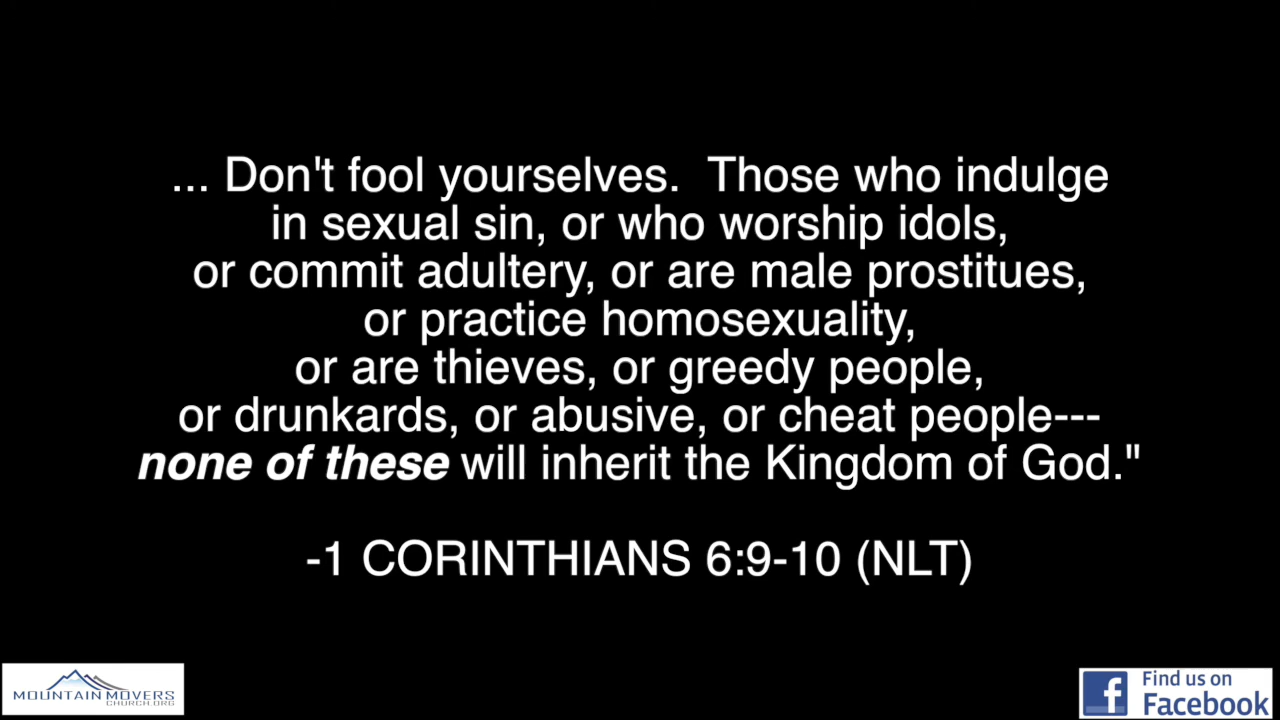 ... Don't fool yourselves.  Those who indulge
in sexual sin, or who worship idols,
or commit adultery, or are male prostitues,
or practice homosexuality,
or are thieves, or greedy people,
or drunkards, or abusive, or cheat people---
none of these will inherit the Kingdom of God."
-1 CORINTHIANS 6:9-10 (NLT)
MOUNTAIN MOVERS
CHURCH.ORG
f
Find us on
Facebook